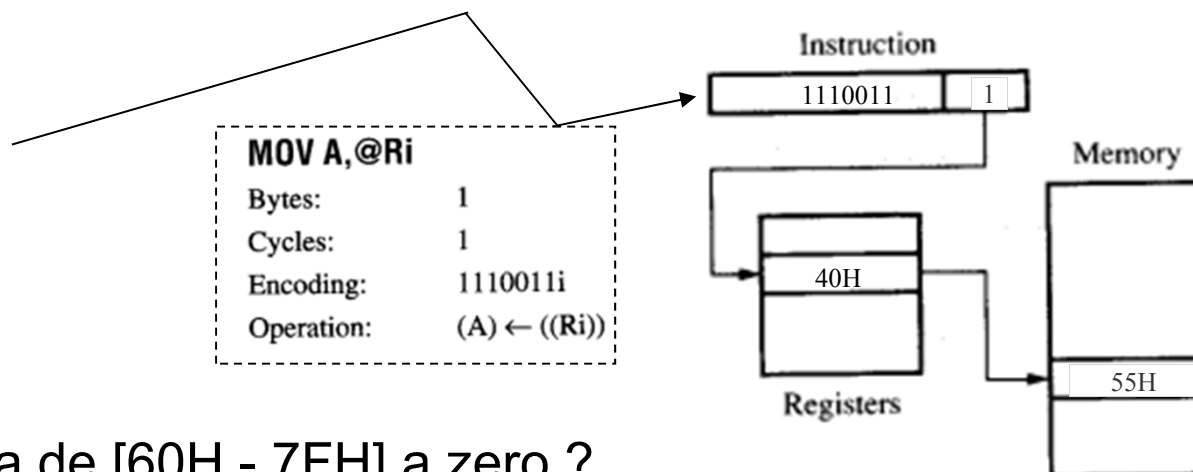 Instruction
1110011 1
MOV A,@Ri
Bytes: 1
Cycles: 1
Encoding: 1110011i
Operation: (A) ← ((Ri))
Memory
40H
55H
Registers
a de [60H - 7FH] a zero ?